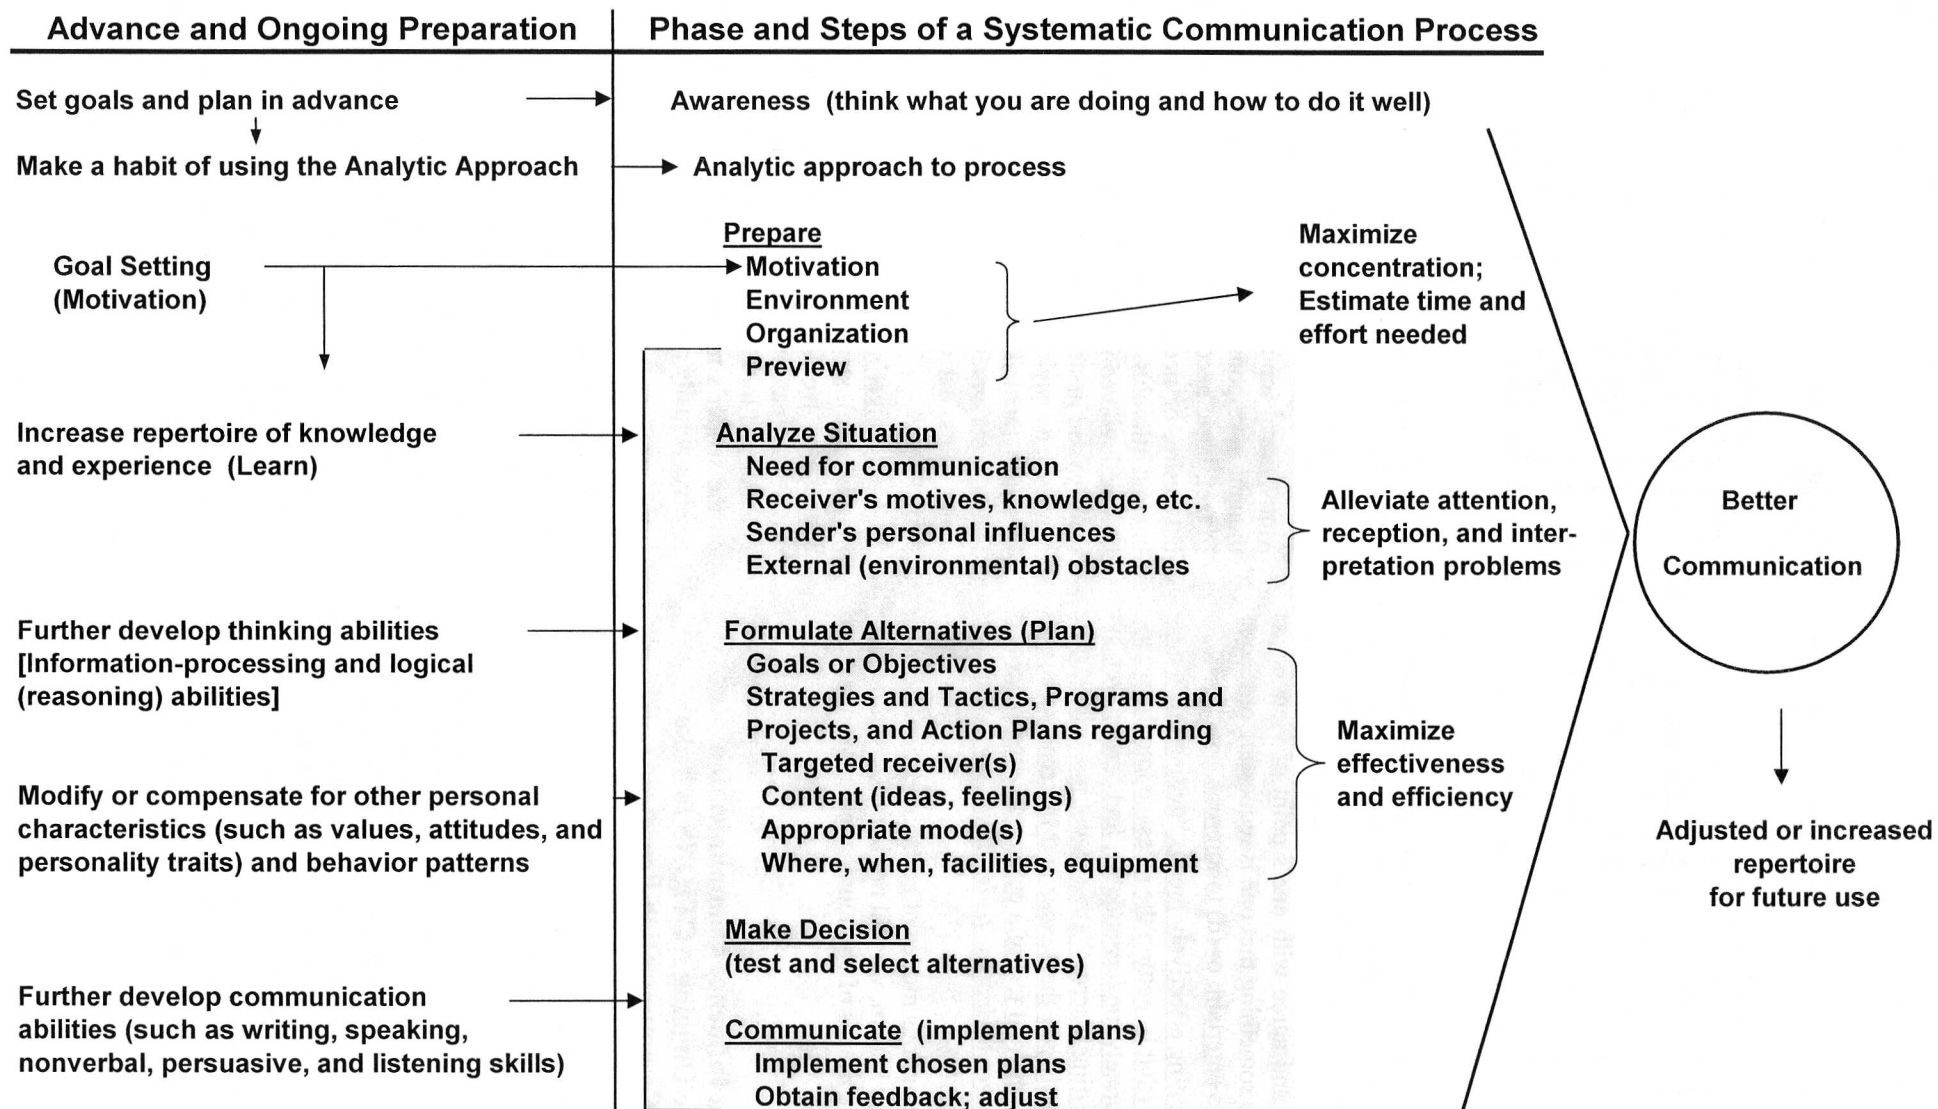 Advance and Ongoing Preparation
Phase and Steps of a Systematic Communication Process
Set goals and plan in advance
Awareness (think what you are doing and how to do it well)
Make a habit of using the Analytic Approach
Analytic approach to process
Goal Setting
(Motivation)
Prepare
Motivation
Environment
Organization
Preview
Maximize
concentration;
Estimate time and
effort needed
Increase repertoire of knowledge
and experience (Learn)
Analyze Situation
Need for communication
Receiver's motives, knowledge, etc.
Sender's personal influences
External (environmental) obstacles
Alleviate attention,
reception, and inter-
pretation problems
Further develop thinking abilities
[Information-processing and logical
(reasoning) abilities]
Formulate Alternatives (Plan)
Goals or Objectives
Strategies and Tactics, Programs and
Projects, and Action Plans regarding
Targeted receiver(s)
Content (ideas, feelings)
Appropriate mode(s)
Where, when, facilities, equipment
Maximize
effectiveness
and efficiency
Modify or compensate for other personal
characteristics (such as values, attitudes, and
personality traits) and behavior patterns
Make Decision
(test and select alternatives)
Further develop communication
abilities (such as writing, speaking,
nonverbal, persuasive, and listening skills)
Communicate (implement plans)
Implement chosen plans
Obtain feedback; adjust
Better
Communication
Adjusted or increased
repertoire
for future use